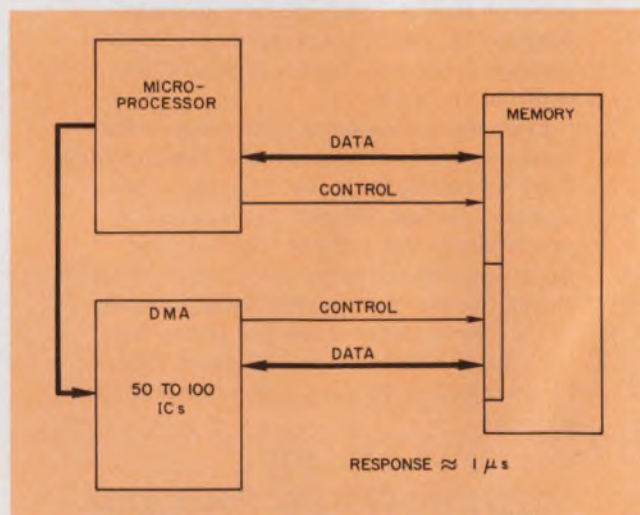 MICRO-
PROCESSOR
MEMORY
DATA
CONTROL
DMA
50 TO 100
ICs
CONTROL
DATA
RESPONSE ≈ 1 μs